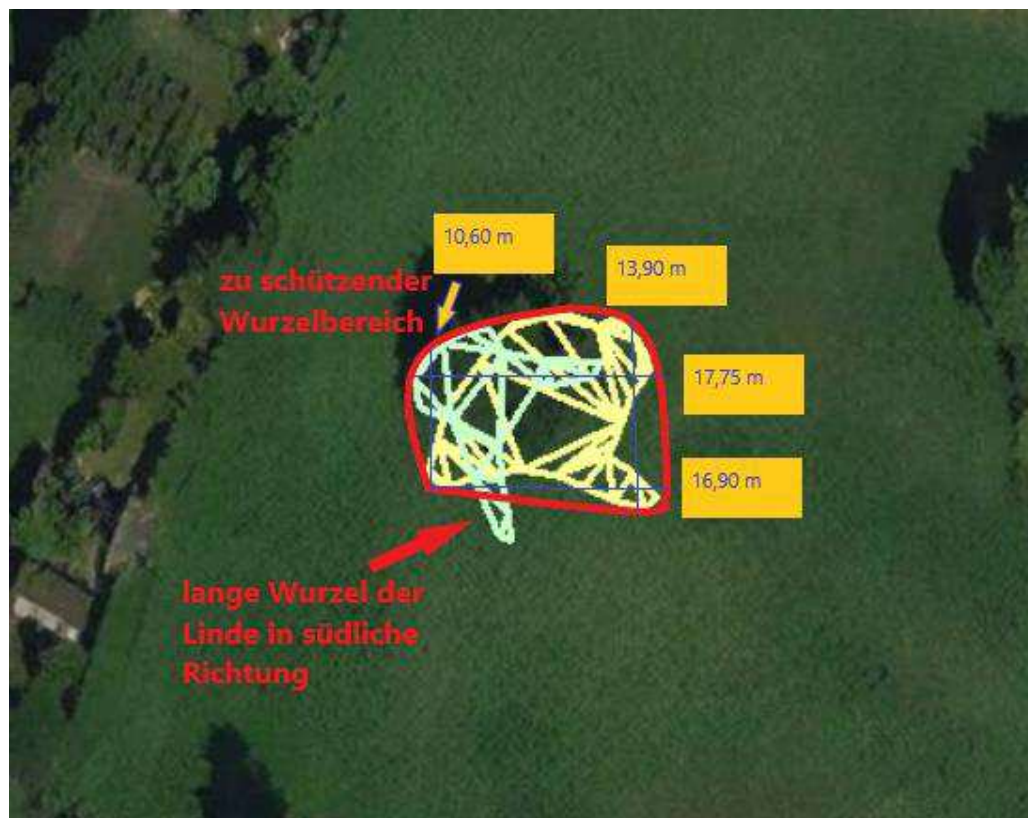 10,60 m
13,90 m
zu schützender
Wurzelbereich
17,75 m
16,90 m
lange Wurzel der
Linde in südliche
Richtung